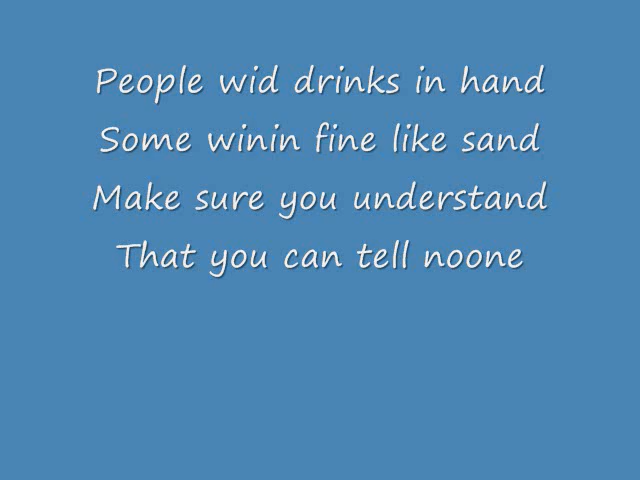 People wid drinks in hand
Some winin fine like sand
Make sure you understand
That you can tell noone